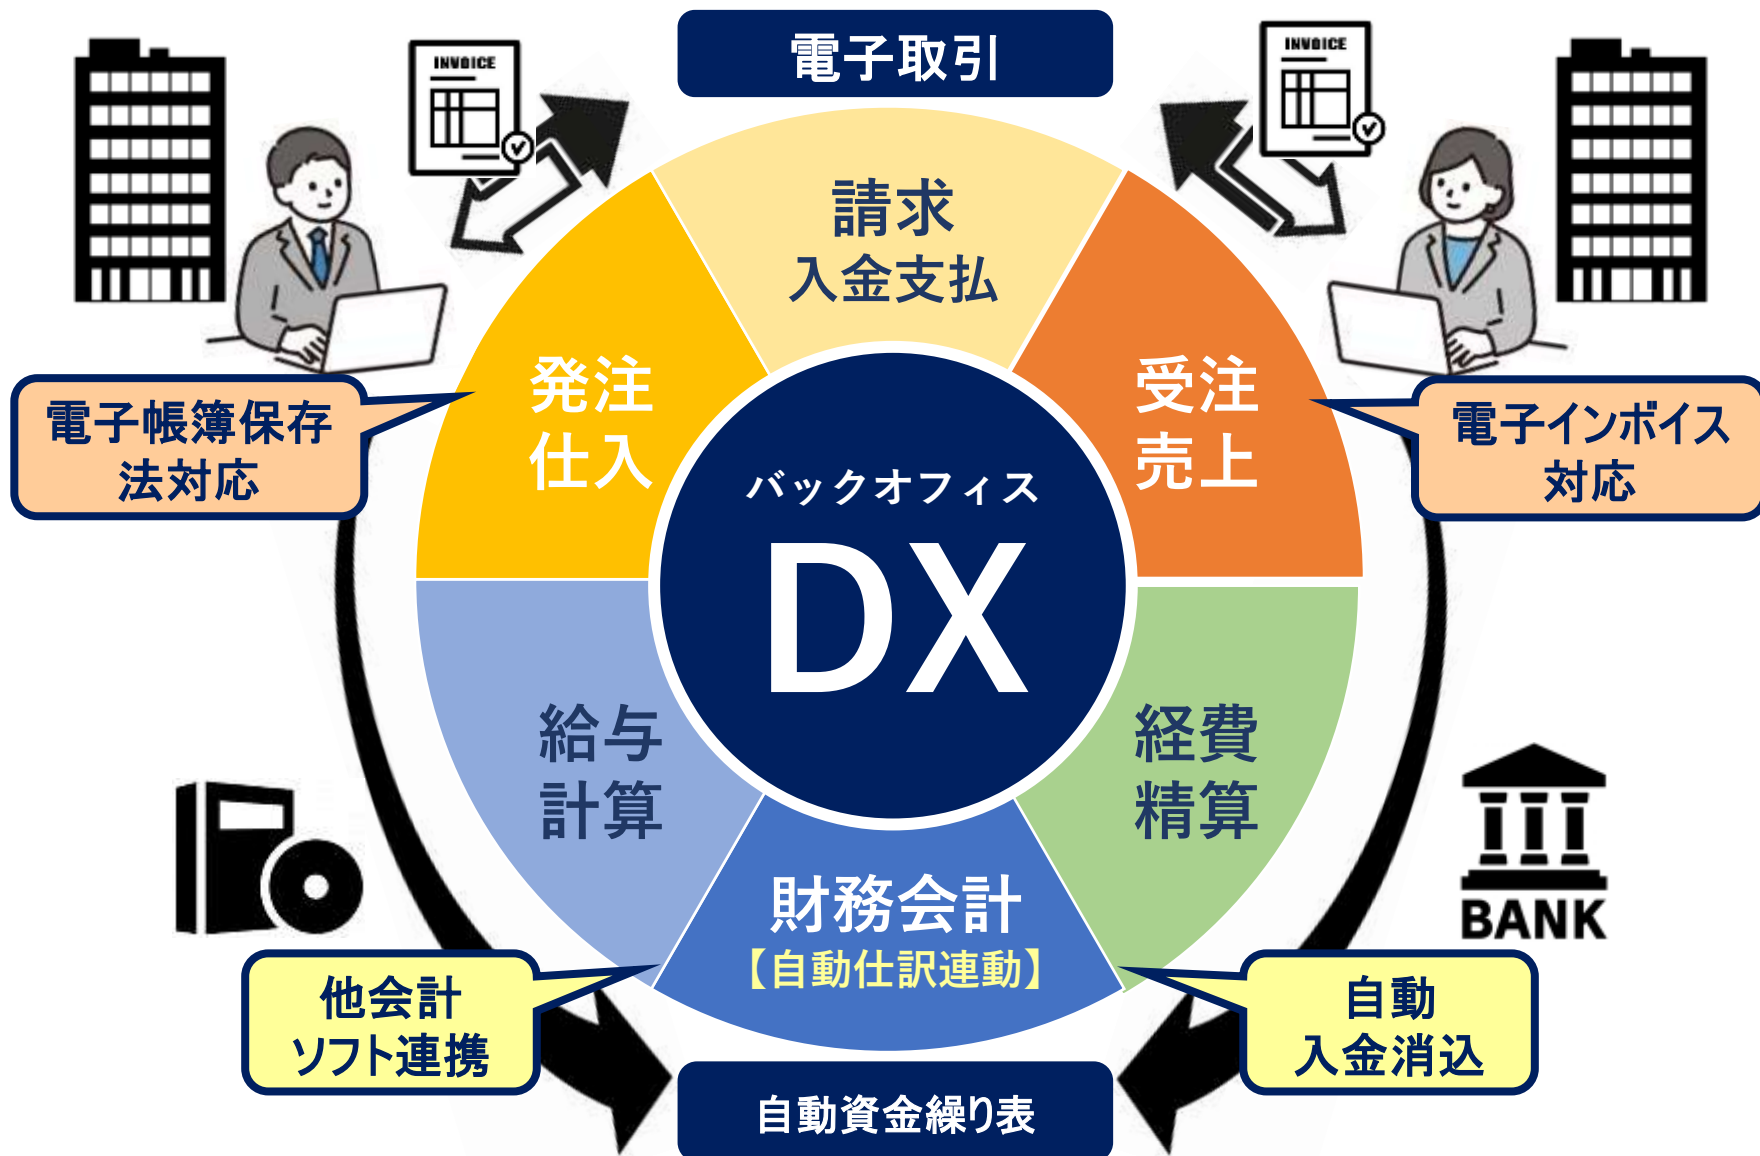 電子取引
INVOICE
INVOICE
請求
入金支払
発注
仕入
受注
売上
電子帳簿保存
法対応
電子インボイス
対応
バックオフィス
DX
給与
計算
経費
精算
財務会計
【自動仕訳連動】
BANK
他会計
ソフト連携
自動
入金消込
自動資金繰り表